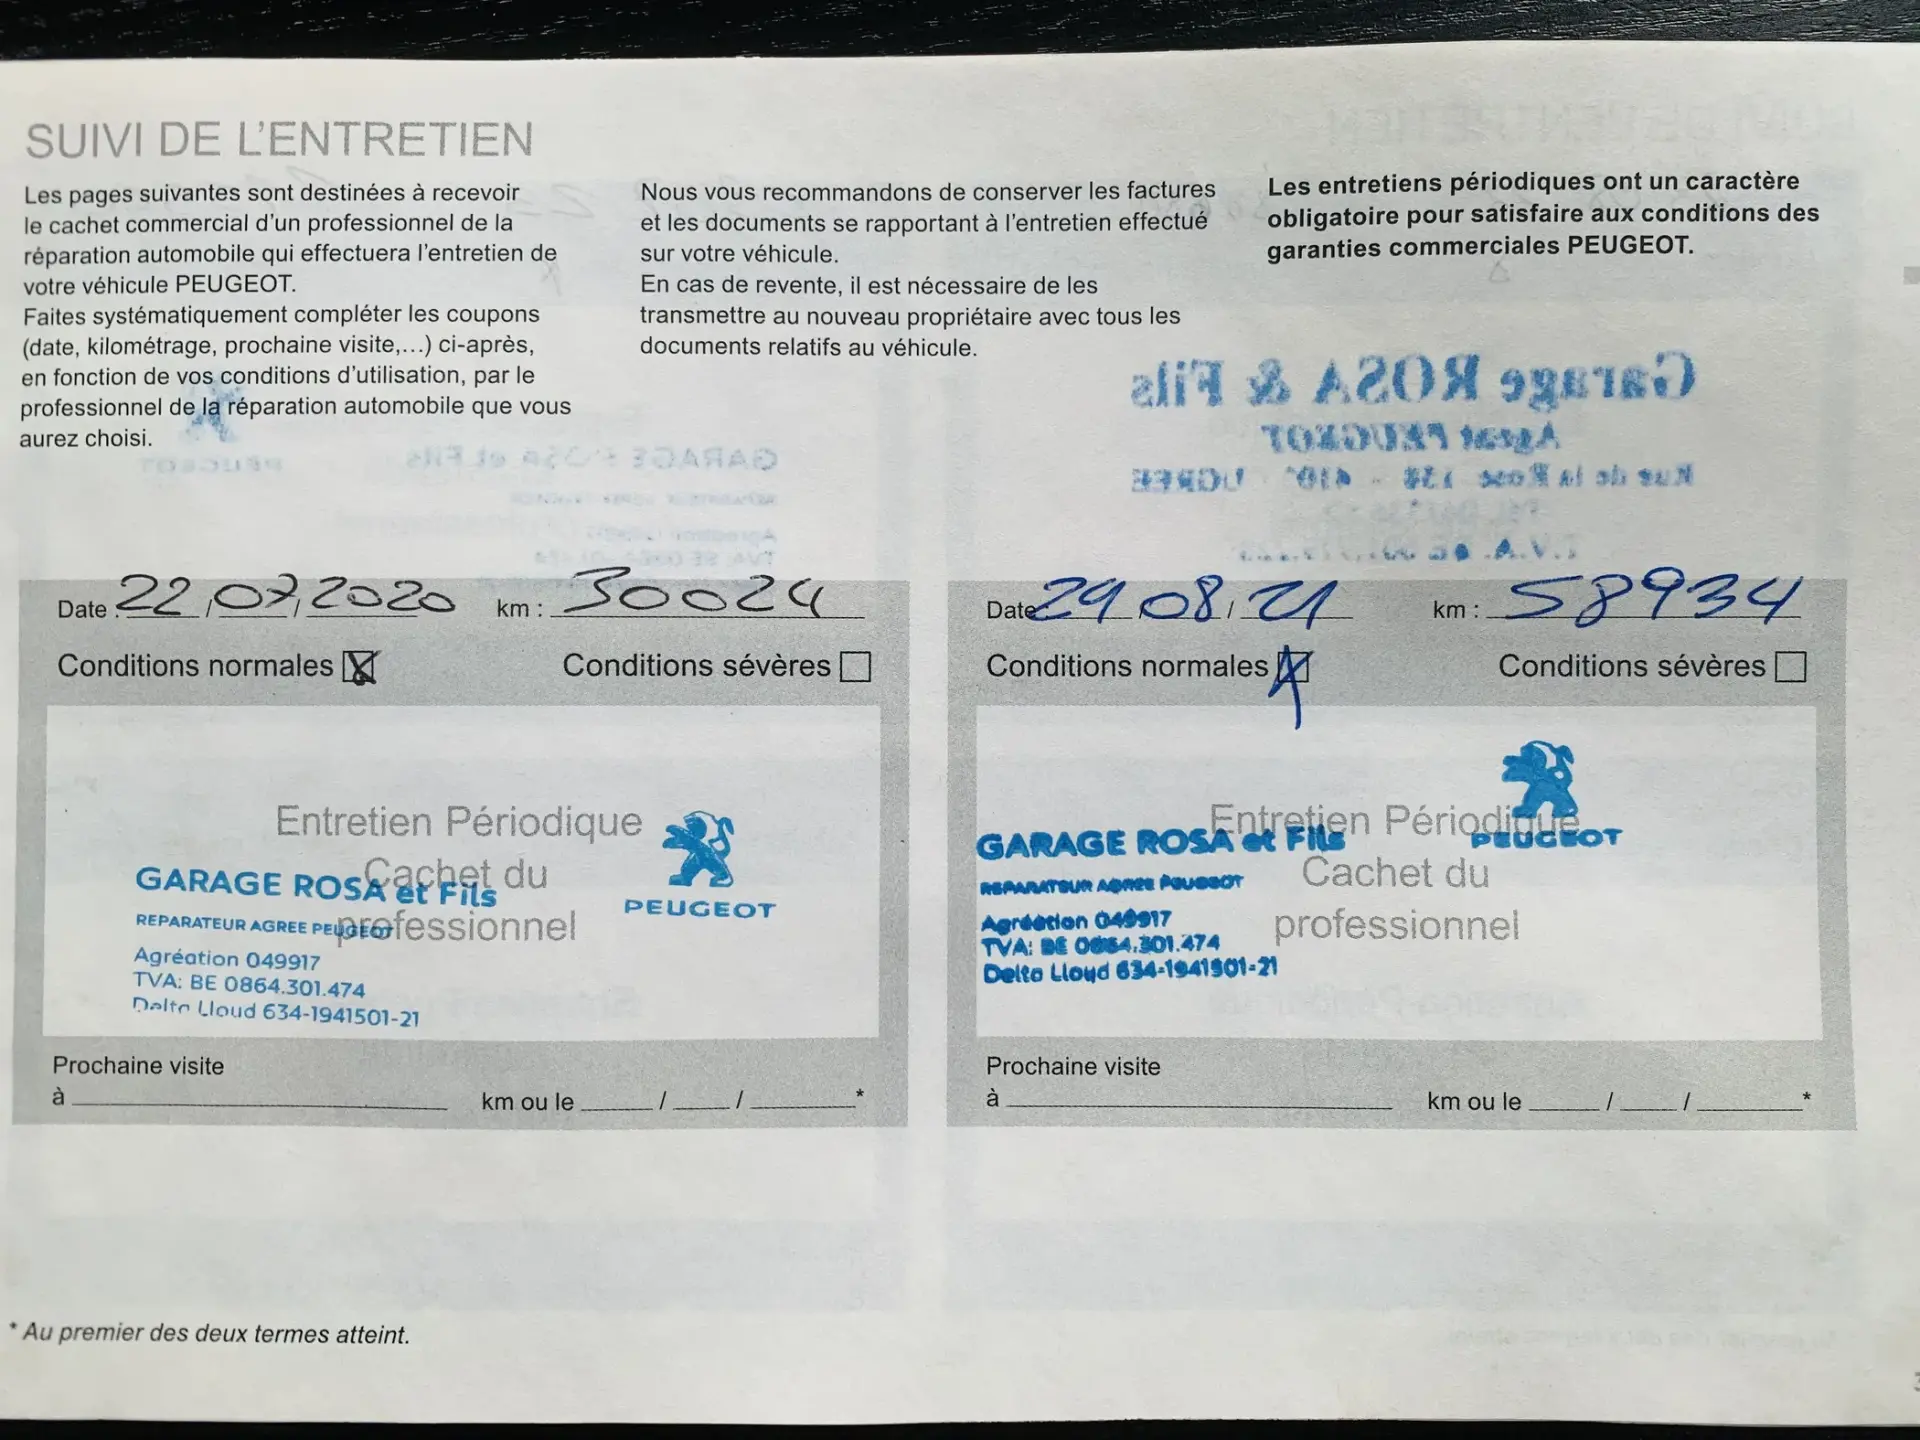 SUIVI DE L'ENTRETIEN
Les pages suivantes sont destinées à recevoir
le cachet commercial d'un professionnel de la
réparation automobile qui effectuera l'entretien de
votre véhicule PEUGEOT.
Faites systématiquement compléter les coupons
(date, kilométrage, prochaine visite,...) ci-après,
en fonction de vos conditions d'utilisation, par le
professionnel de la réparation automobile que vous
aurez choisi.
Nous vous recommandons de conserver les factures
et les documents se rapportant à l'entretien effectué
sur votre véhicule.
En cas de revente, il est nécessaire de les
transmettre au nouveau propriétaire avec tous les
documents relatifs au véhicule.
Les entretiens périodiques ont un caractère
obligatoire pour satisfaire aux conditions des
garanties commerciales PEUGEOT.
Date : 22/07/2020 km : 30024
Conditions normales Conditions sévères
Entretien Périodique
Cachet du
professionnel
PEUGEOT
GARAGE ROSA et Fils
REPARATEUR AGREE PEUGEOT
Agréation 049917
TVA: BE 0864.301.474
Delta Lloud 634-1941501-21
Prochaine visite
à km ou le / / *
Date 29/08/21 km : 58934
Conditions normales Conditions sévères
Entretien Périodique
Cachet du
professionnel
PEUGEOT
GARAGE ROSA et Fils
REPARATEUR AGREE PEUGEOT
Agréation 049917
TVA: BE 0864.301.474
Delta Lloud 634-1941501-21
Prochaine visite
à km ou le / / *
* Au premier des deux termes atteint.